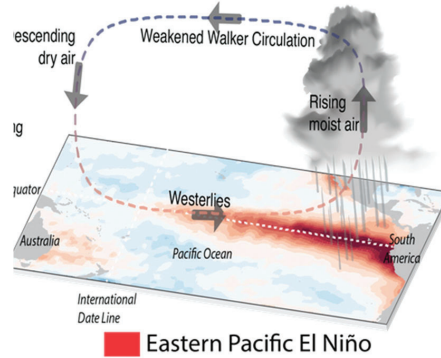 Weakened Walker Circulation
dry air
Rising
moist air
Westerlies
Australia
Pacific Ocean
South
America
International
Date Line
Eastern Pacific El Niño